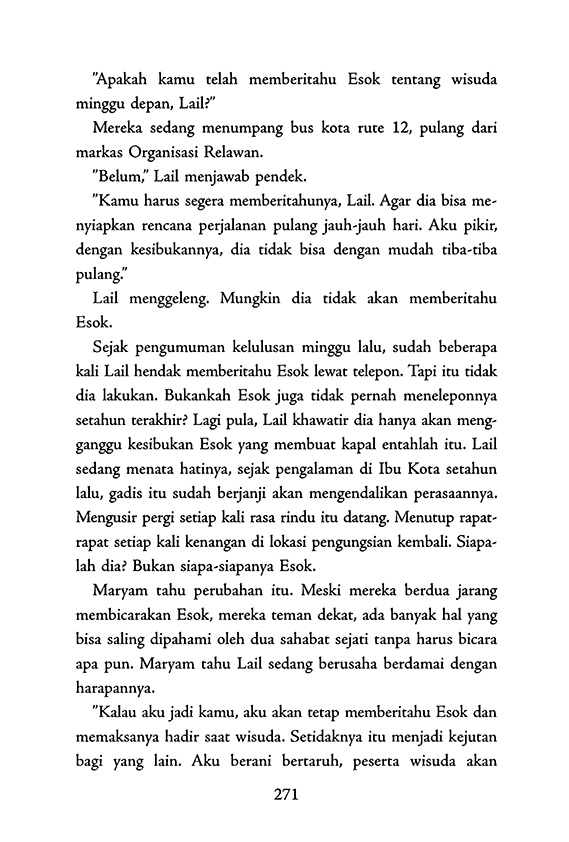 "Apakah kamu telah memberitahu Esok tentang wisuda
minggu depan, Lail?"
Mereka sedang menumpang bus kota rute 12, pulang dari
markas Organisasi Relawan.
"Belum," Lail menjawab pendek.
"Kamu harus segera memberitahunya, Lail. Agar dia bisa me-
nyiapkan rencana perjalanan pulang jauh-jauh hari. Aku pikir,
dengan kesibukannya, dia tidak bisa dengan mudah tiba-tiba
pulang."
Lail menggeleng. Mungkin dia tidak akan memberitahu
Esok.
Sejak pengumuman kelulusan minggu lalu, sudah beberapa
kali Lail hendak memberitahu Esok lewat telepon. Tapi itu tidak
dia lakukan. Bukankah Esok juga tidak pernah meneleponnya
setahun terakhir? Lagi pula, Lail khawatir dia hanya akan meng-
ganggu kesibukan Esok yang membuat kapal entahlah itu. Lail
sedang menata hatinya, sejak pengalaman di Ibu Kota setahun
lalu, gadis itu sudah berjanji akan mengendalikan perasaannya.
Mengusir pergi setiap kali rasa rindu itu datang. Menutup rapat-
rapat setiap kali kenangan di lokasi pengungsian kembali. Siapa-
lah dia? Bukan siapa-siapanya Esok.
Maryam tahu perubahan itu. Meski mereka berdua jarang
membicarakan Esok, mereka teman dekat, ada banyak hal yang
bisa saling dipahami oleh dua sahabat sejati tanpa harus bicara
apa pun. Maryam tahu Lail sedang berusaha berdamai dengan
harapannya.
"Kalau aku jadi kamu, aku akan tetap memberitahu Esok dan
memaksanya hadir saat wisuda. Setidaknya itu menjadi kejutan
bagi yang lain. Aku berani bertaruh, peserta wisuda akan
271